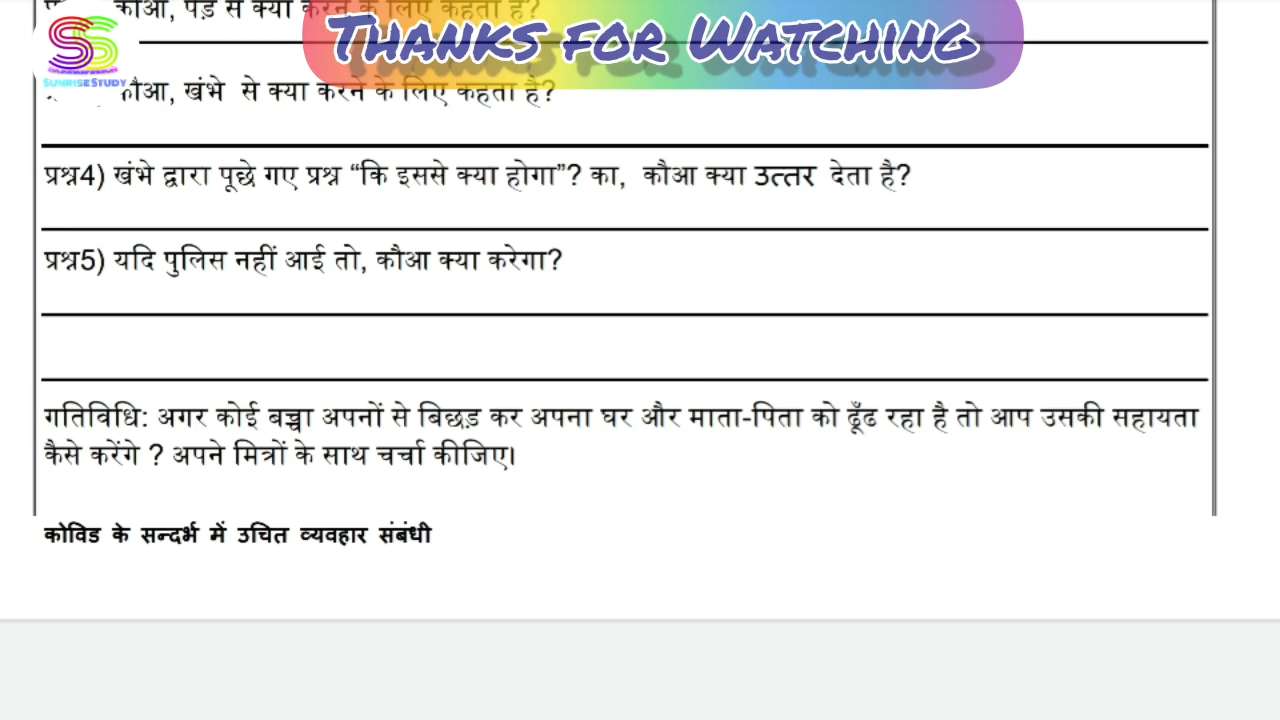 कौआ, पेड़ से क्या करने के लिए कहता है?
THANKS FOR WATCHING
SUNRISESTUDY
कौआ, खंभे से क्या करने के लिए कहता है?
प्रश्न4) खंभे द्वारा पूछे गए प्रश्न “कि इससे क्या होगा”? का, कौआ क्या उत्तर देता है?
प्रश्न5) यदि पुलिस नहीं आई तो, कौआ क्या करेगा?
गतिविधि: अगर कोई बच्चा अपनों से बिछड़ कर अपना घर और माता-पिता को ढूँढ रहा है तो आप उसकी सहायता
कैसे करेंगे ? अपने मित्रों के साथ चर्चा कीजिए।
कोविड के सन्दर्भ में उचित व्यवहार संबंधी